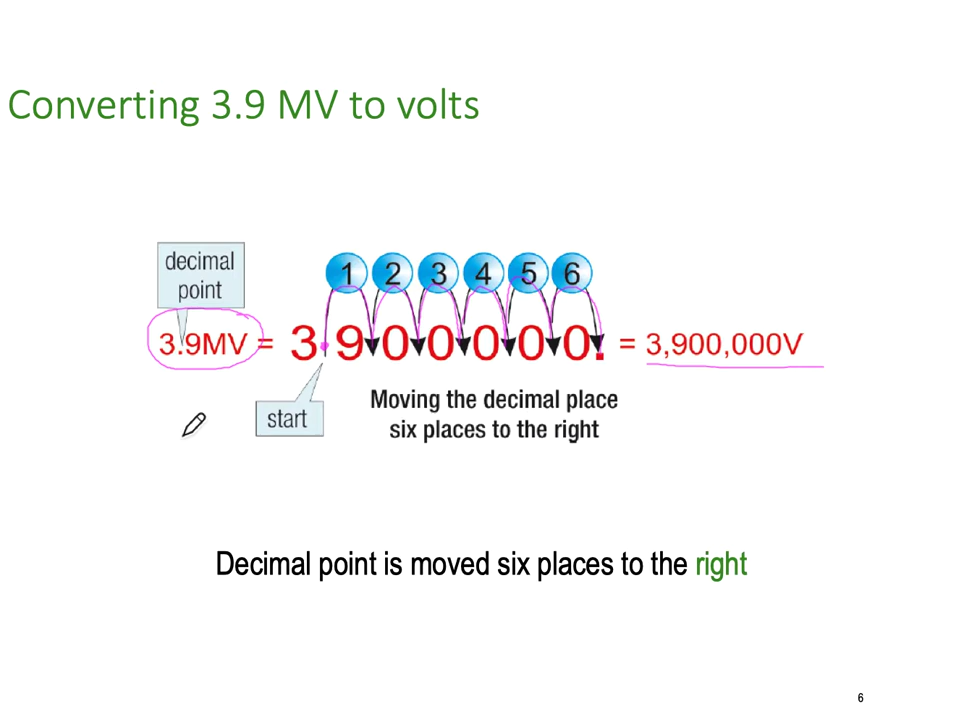 Converting 3.9 MV to volts
decimal
point
1 2 3 4 5 6
3.9MV = 3.900000. = 3,900,000V
start
Moving the decimal place
six places to the right
Decimal point is moved six places to the right
6